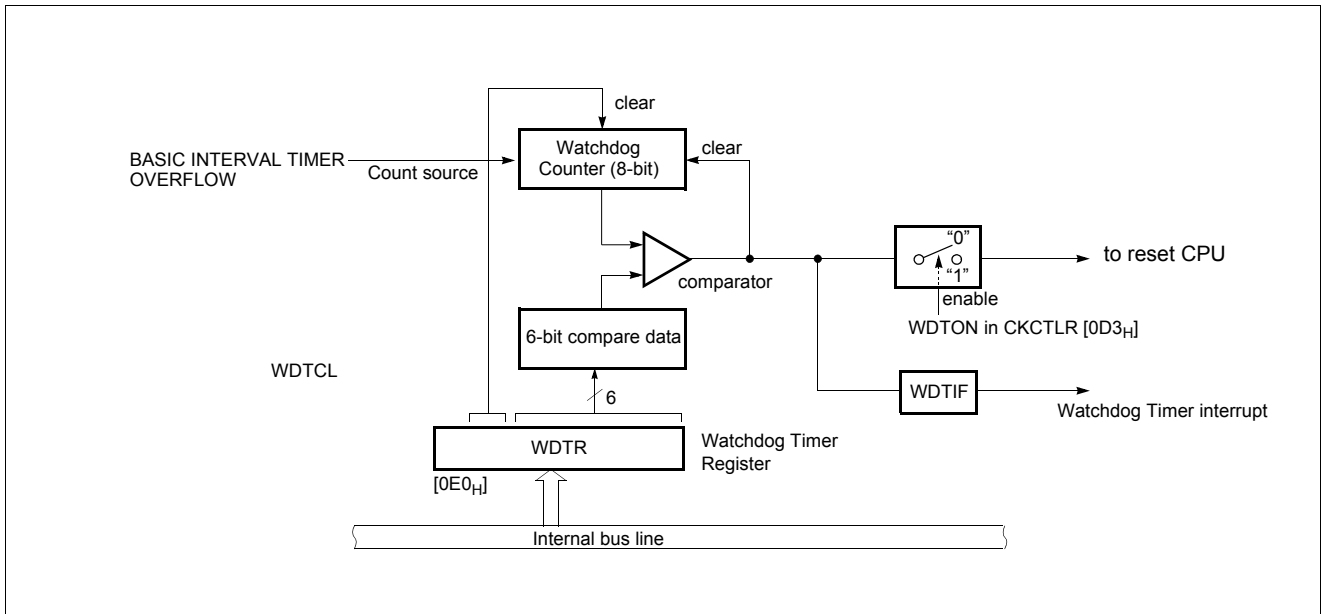 clear
BASIC INTERVAL TIMER
OVERFLOW
Count source
Watchdog
Counter (8-bit)
clear
comparator
“0”
“1”
to reset CPU
enable
WDTON in CKCTLR [0D3H]
6-bit compare data
WDTCL
6
WDTIF
Watchdog Timer interrupt
WDTR
Watchdog Timer
Register
[0E0H]
Internal bus line